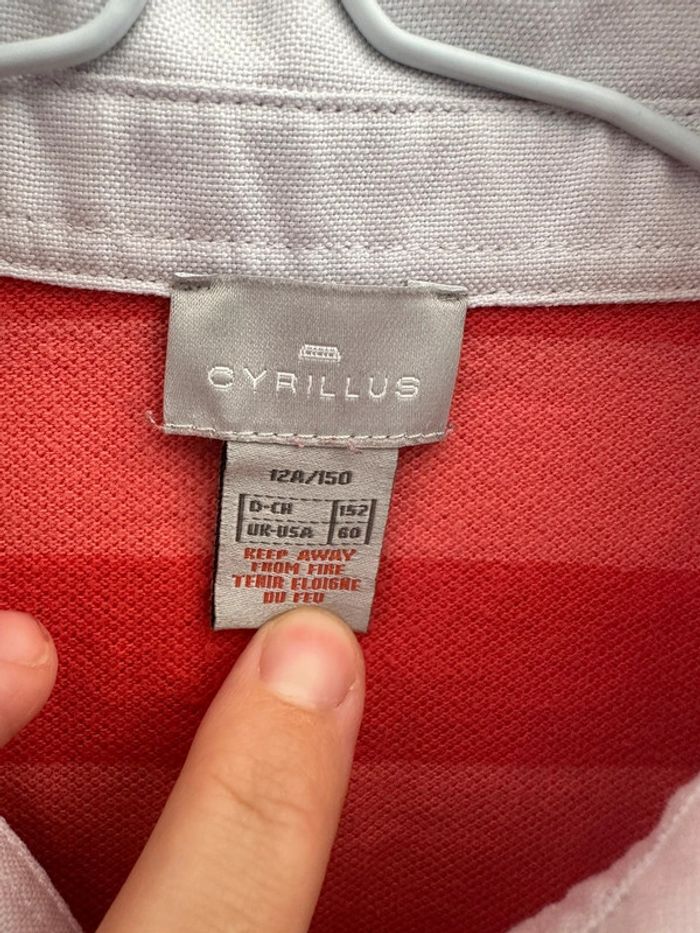 CYRILLUS
12A/150
D-CH 152
UK-USA 60
KEEP AWAY
FROM FIRE
TENIR ELOIGNE
DU FEU